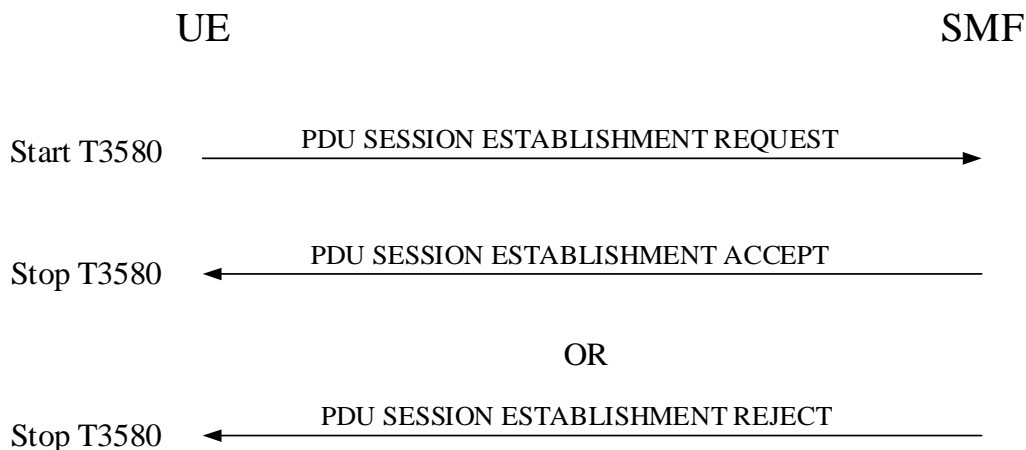 UE
SMF
Start T3580
PDU SESSION ESTABLISHMENT REQUEST
Stop T3580
PDU SESSION ESTABLISHMENT ACCEPT
OR
Stop T3580
PDU SESSION ESTABLISHMENT REJECT